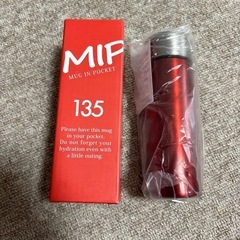 MIP
MUG IN POCKET
135
Please have this mug
in your pocket.
Do not forget your
hydration even with
a little outing.